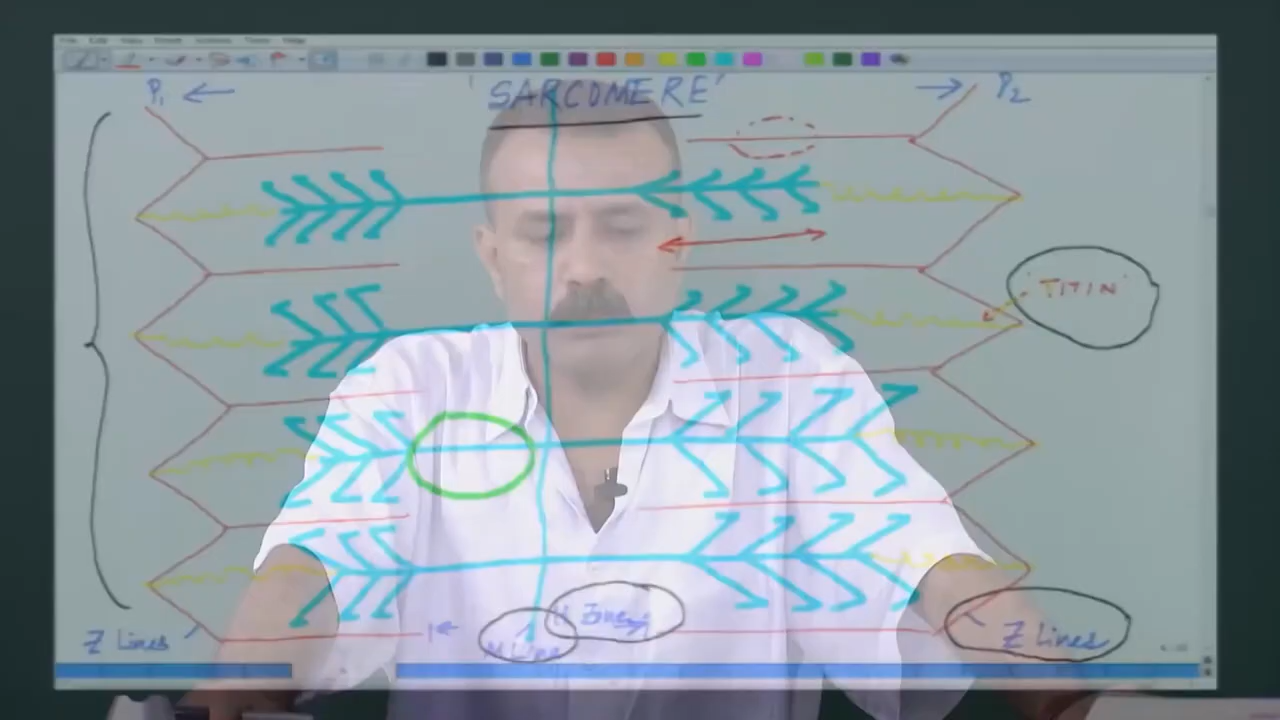 P1 ← 'SARCOMERE' → P2
'TITIN'
H Zone
Z Lines M Line Z Lines